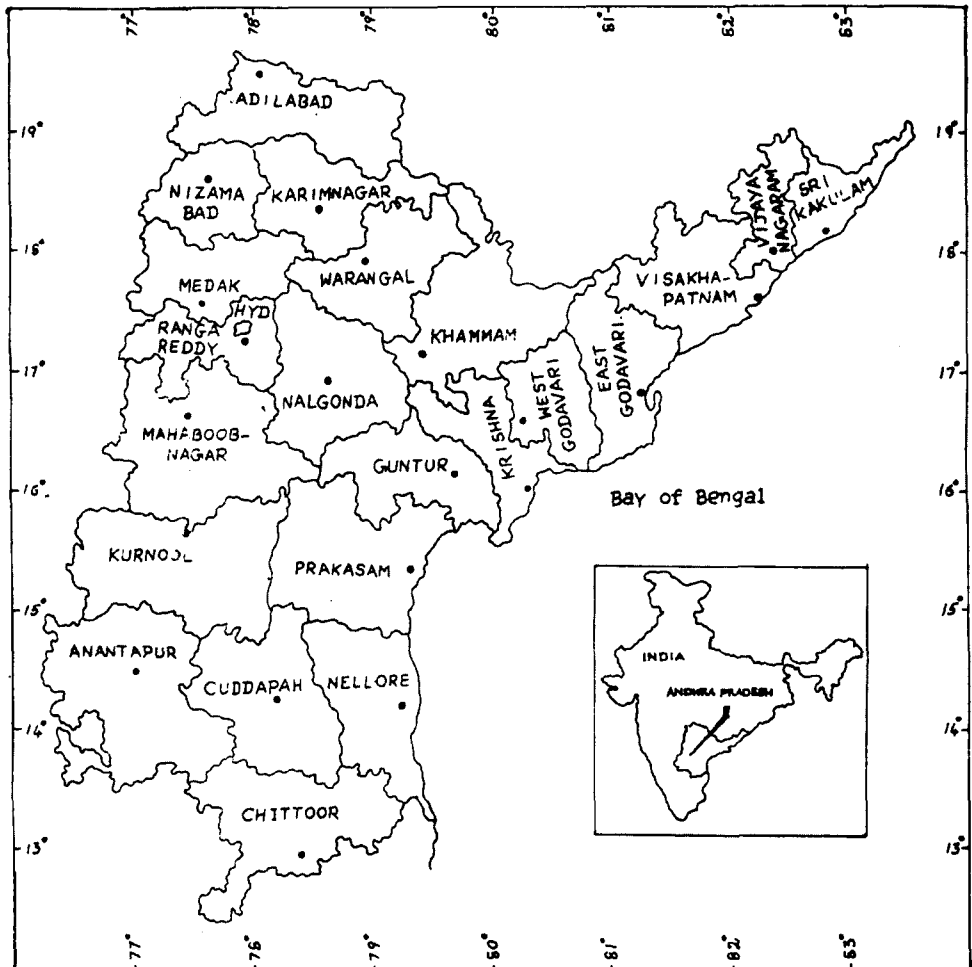 77°
78°
79°
80°
81°
82°
83°
19°
19°
ADILABAD
NIZAMA
BAD
KARIMNAGAR
VIJAYA
NAGARAM
SRI
KAKULAM
18°
18°
MEDAK
WARANGAL
VISAKHA-
PATNAM
HYD
RANGA
REDDY
KHAMMAM
17°
17°
NALGONDA
KRISHNA
WEST
GODAVARI
EAST
GODAVARI
MAHABOOB-
NAGAR
GUNTUR
16°
16°
Bay of Bengal
KURNOOL
PRAKASAM
15°
15°
ANANTAPUR
CUDDAPAH
NELLORE
INDIA
ANDHRA PRADESH
14°
14°
CHITTOOR
13°
13°
77°
78°
79°
80°
81°
82°
83°